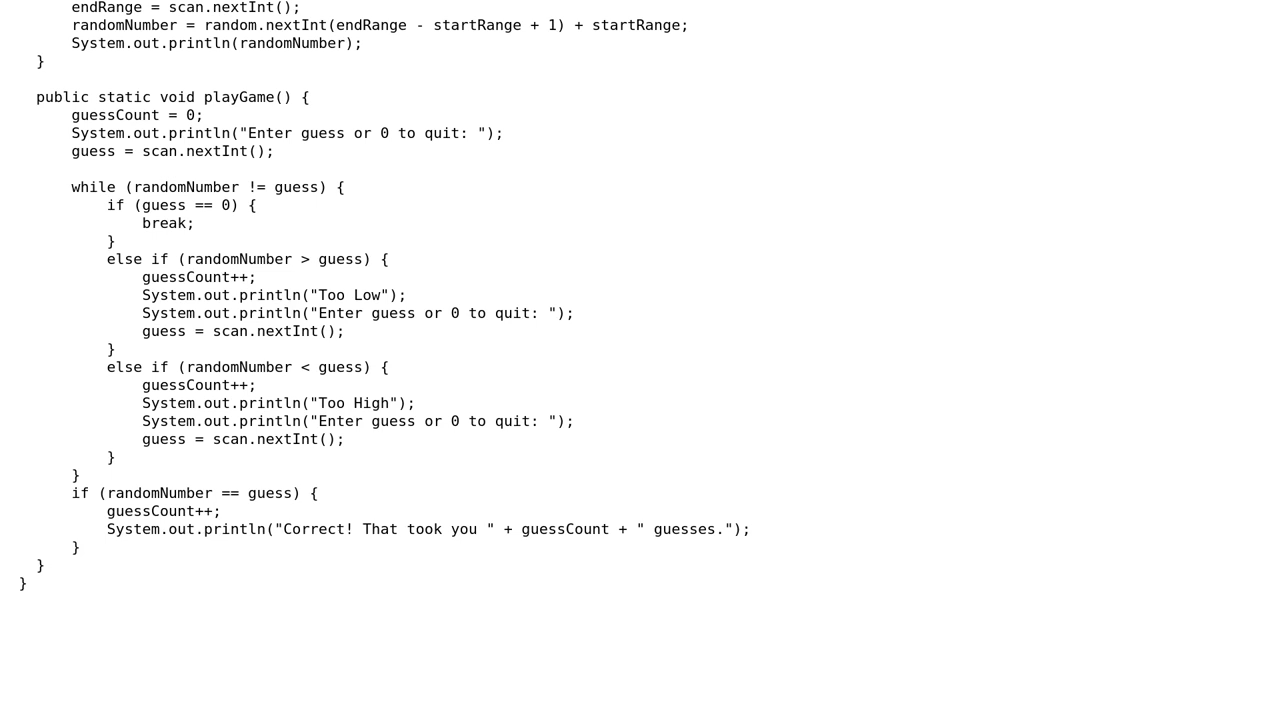 endRange = scan.nextInt();
randomNumber = random.nextInt(endRange - startRange + 1) + startRange;
System.out.println(randomNumber);
}
public static void playGame() {
guessCount = 0;
System.out.println("Enter guess or 0 to quit: ");
guess = scan.nextInt();
while (randomNumber != guess) {
if (guess == 0) {
break;
}
else if (randomNumber > guess) {
guessCount++;
System.out.println("Too Low");
System.out.println("Enter guess or 0 to quit: ");
guess = scan.nextInt();
}
else if (randomNumber < guess) {
guessCount++;
System.out.println("Too High");
System.out.println("Enter guess or 0 to quit: ");
guess = scan.nextInt();
}
}
if (randomNumber == guess) {
guessCount++;
System.out.println("Correct! That took you " + guessCount + " guesses.");
}
}
}